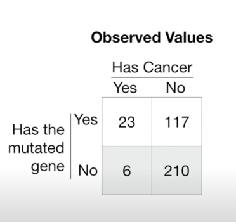 Observed Values
Has Cancer
Yes No
Has the
mutated
gene
Yes 23 117
No 6 210